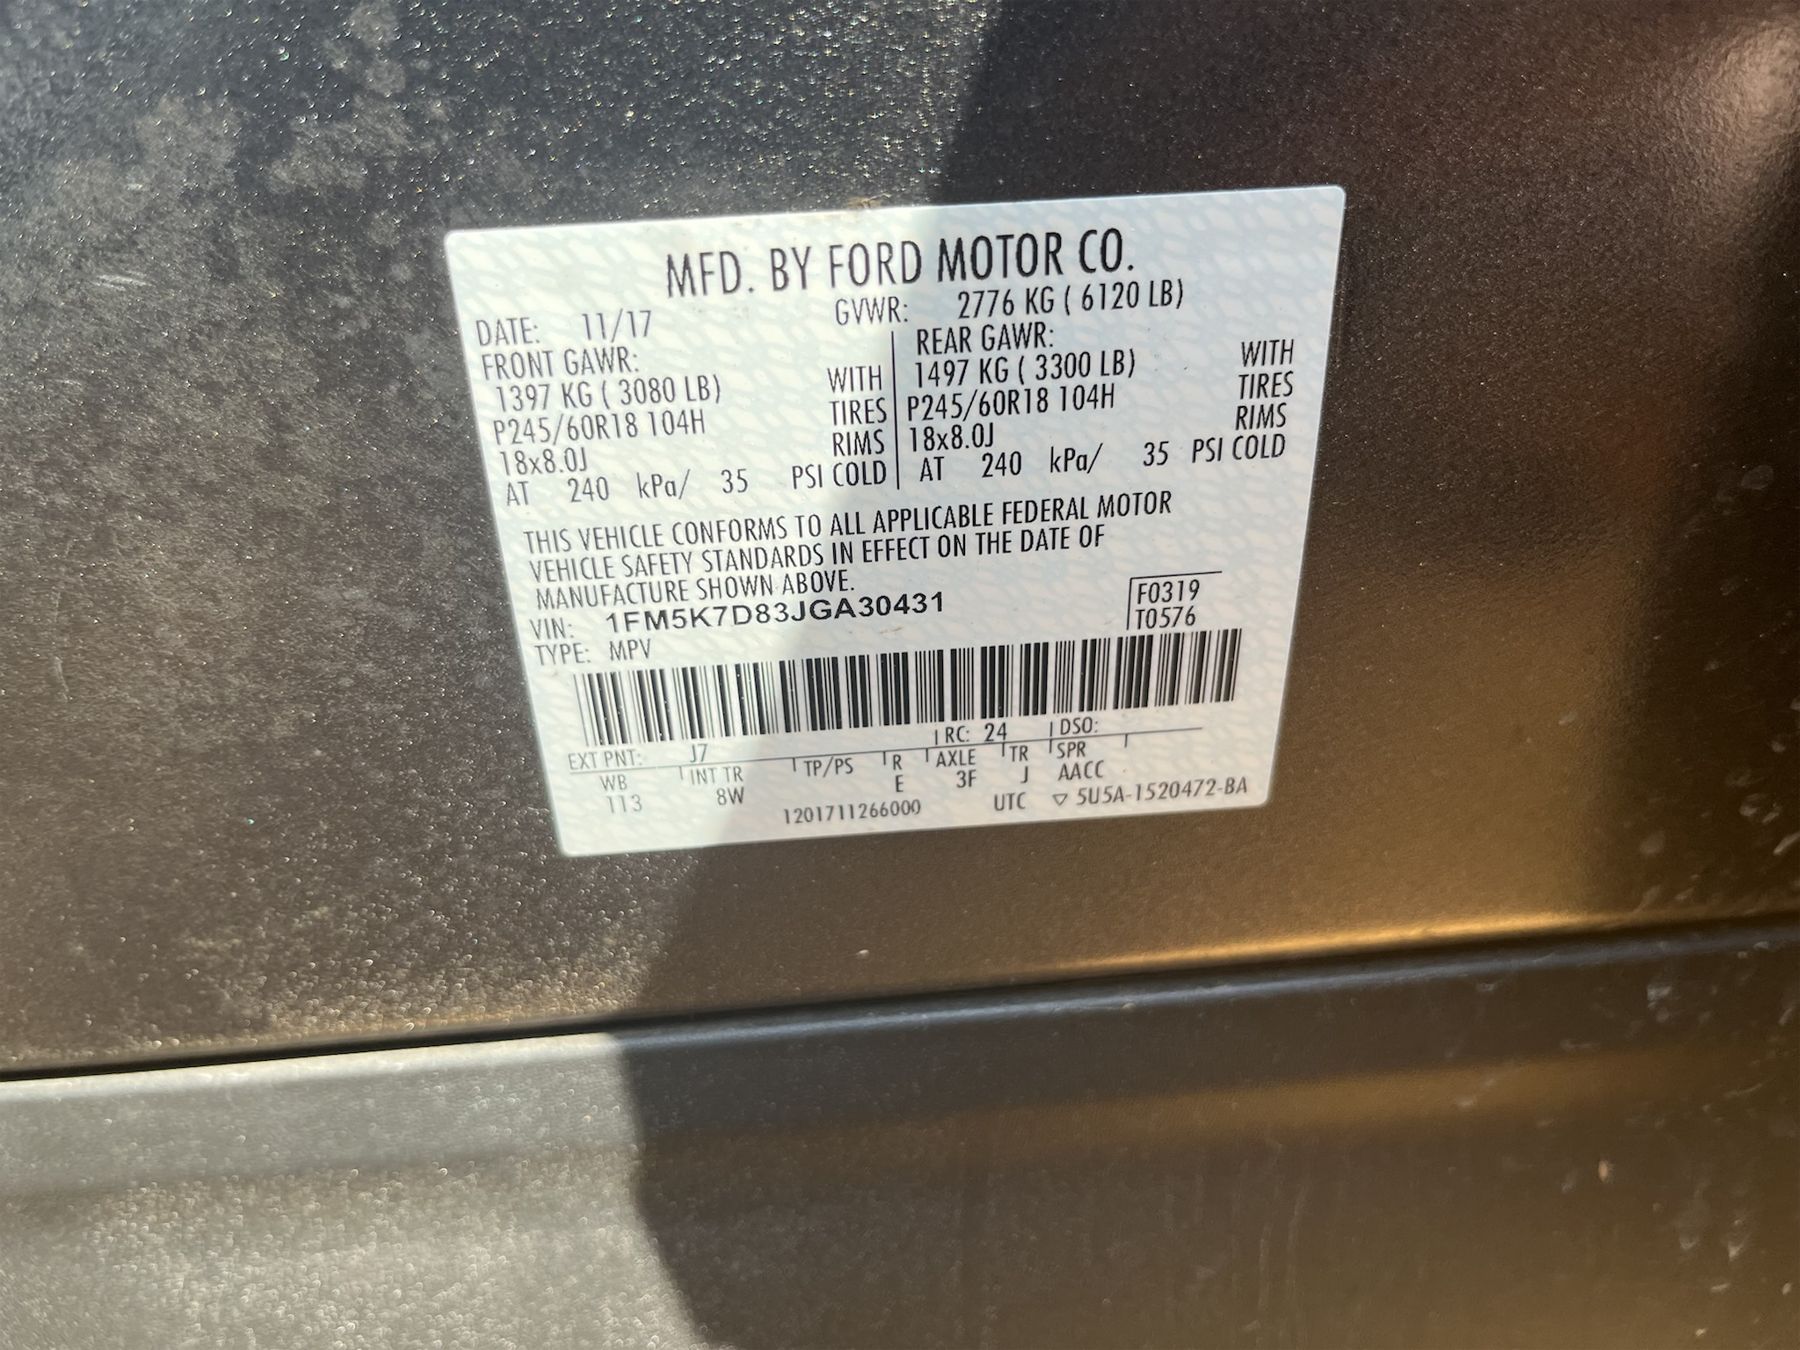 MFD. BY FORD MOTOR CO.
DATE: 11/17 GVWR: 2776 KG ( 6120 LB)
FRONT GAWR: REAR GAWR:
1397 KG ( 3080 LB) WITH 1497 KG ( 3300 LB) WITH
P245/60R18 104H TIRES P245/60R18 104H TIRES
18x8.0J RIMS 18x8.0J RIMS
AT 240 kPa/ 35 PSI COLD AT 240 kPa/ 35 PSI COLD
THIS VEHICLE CONFORMS TO ALL APPLICABLE FEDERAL MOTOR
VEHICLE SAFETY STANDARDS IN EFFECT ON THE DATE OF
MANUFACTURE SHOWN ABOVE.
VIN: 1FM5K7D83JGA30431 F0319
TYPE: MPV T0576
EXT PNT: J7 RC: 24 DSO:
WB INT TR TP/PS R AXLE TR SPR
113 8W E 3F J AACC
1201711266000 UTC ▽ 5U5A-1520472-BA